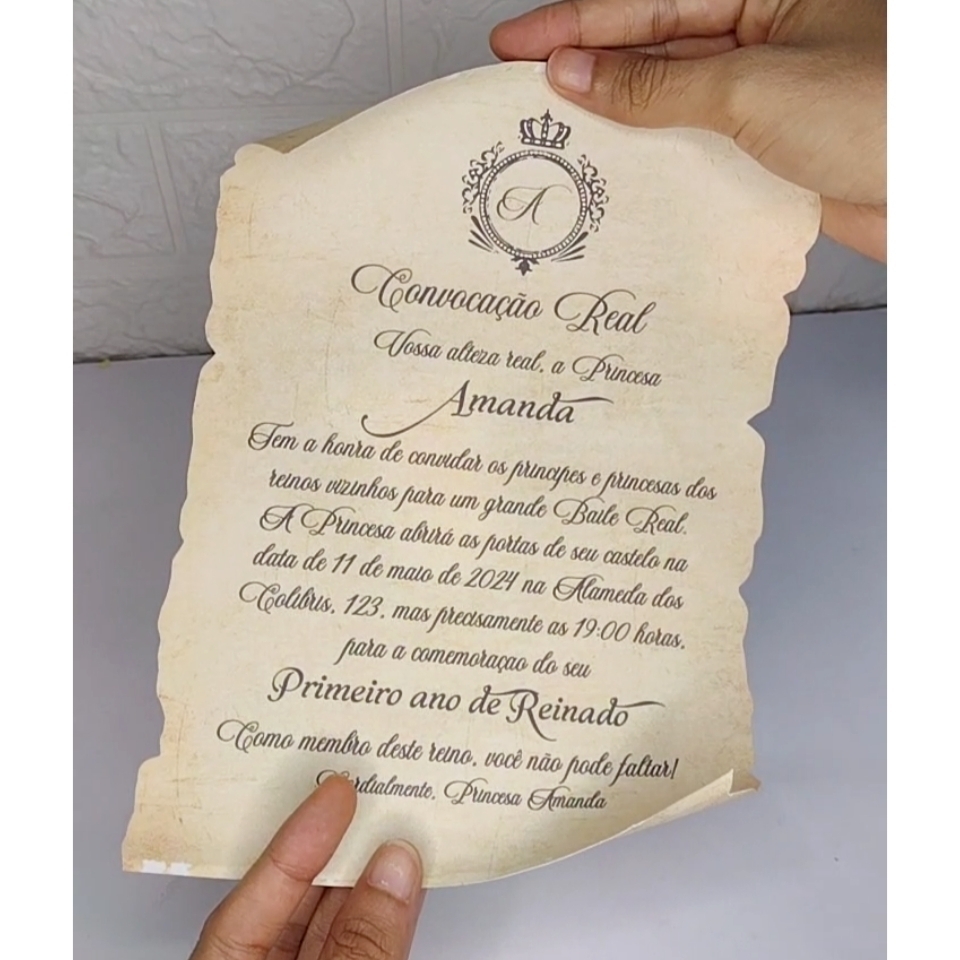 A
Convocação Real
Vossa alteza real, a Princesa
Amanda
Tem a honra de convidar os príncipes e princesas dos
reinos vizinhos para um grande Baile Real.
A Princesa abrirá as portas de seu castelo na
data de 11 de maio de 2024 na Alameda dos
Colibris, 123, mas precisamente as 19:00 horas,
para a comemoraçao do seu
Primeiro ano de Reinado
Como membro deste reino, você não pode faltar!
Cordialmente, Princesa Amanda